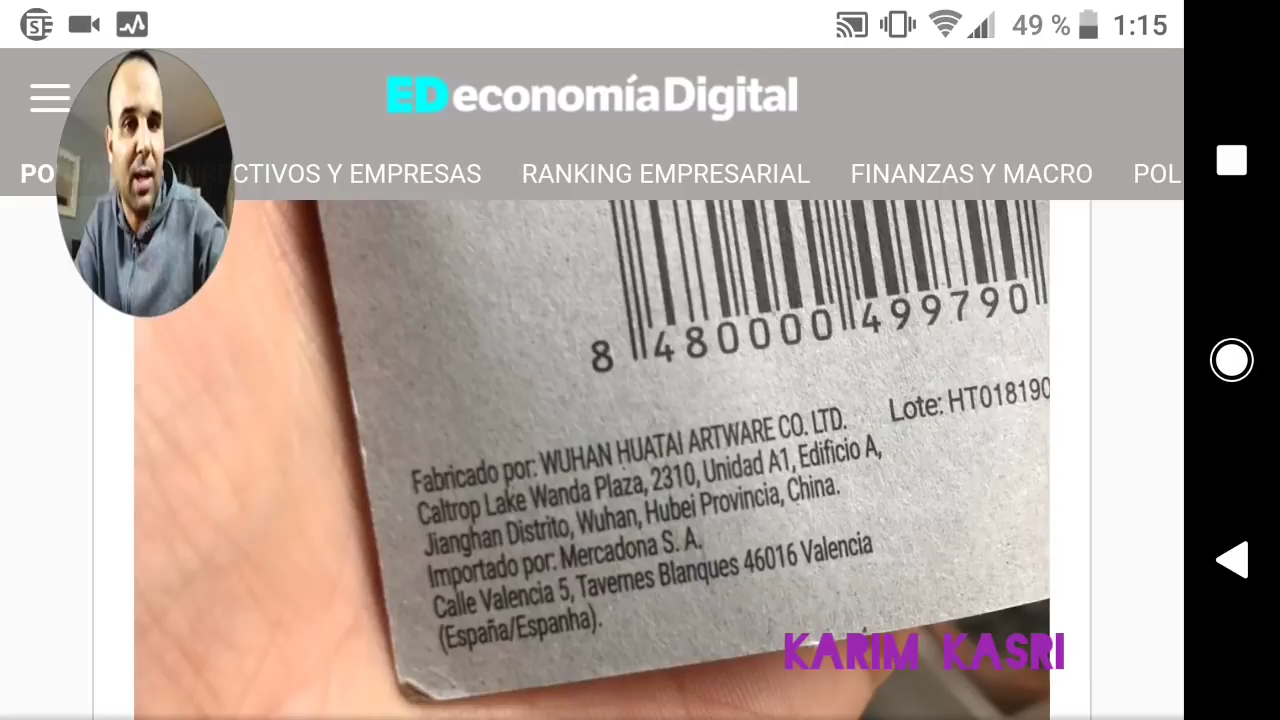 49 % 1:15
ED economíaDigital
PO CTIVOS Y EMPRESAS RANKING EMPRESARIAL FINANZAS Y MACRO POL
8 480000 499790
Lote: HT018190
Fabricado por: WUHAN HUATAI ARTWARE CO. LTD.
Caltrop Lake Wanda Plaza, 2310, Unidad A1, Edificio A,
Jianghan Distrito, Wuhan, Hubei Provincia, China.
Importado por: Mercadona S. A.
Calle Valencia 5, Tavernes Blanques 46016 Valencia
(España/Espanha).
KARIM KASRI